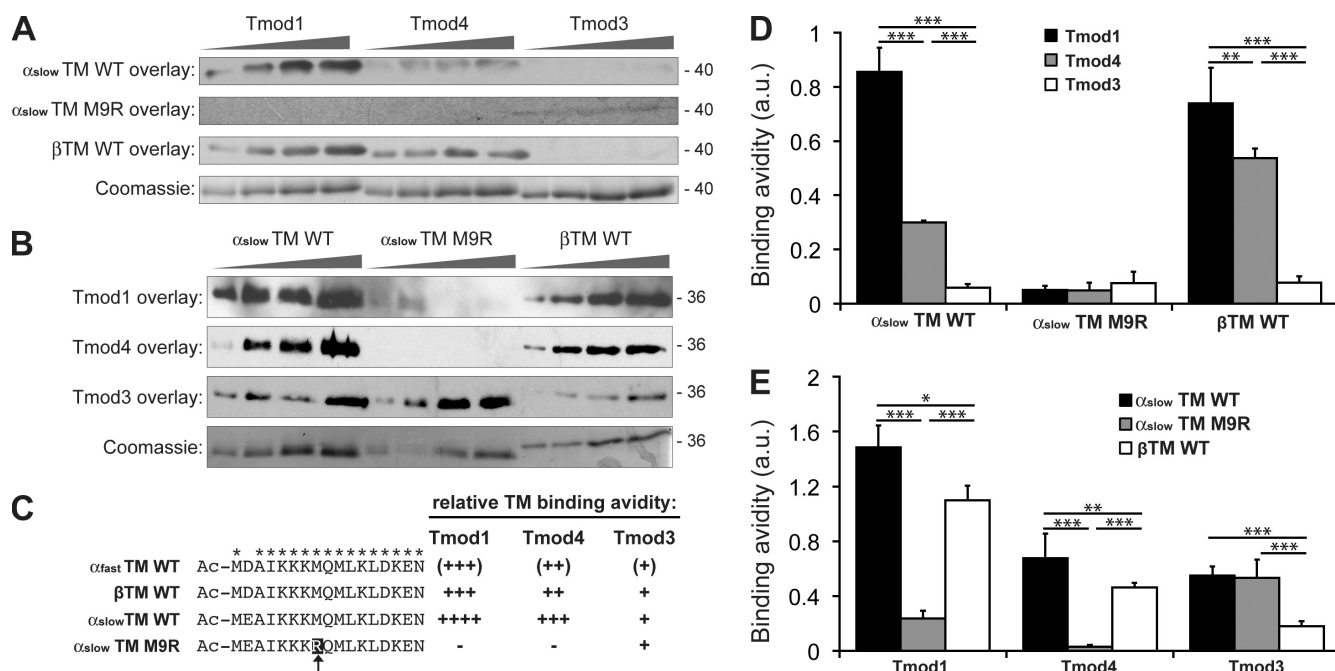 A
Tmod1 Tmod4 Tmod3
αslow TM WT overlay: - 40
αslow TM M9R overlay: - 40
βTM WT overlay: - 40
Coomassie: - 40
B
αslow TM WT αslow TM M9R βTM WT
Tmod1 overlay: - 36
Tmod4 overlay: - 36
Tmod3 overlay:
Coomassie: - 36
C
relative TM binding avidity:
Tmod1 Tmod4 Tmod3
* ******************
αfast TM WT Ac-MDAIKKKMQMLKLDKEN (+++) (++) (+)
βTM WT Ac-MEAIKKKMQMLKLDKEN +++ ++ +
αslowTM WT Ac-MEAIKKKMQMLKLDKEN ++++ +++ +
αslow TM M9R Ac-MEAIKKKRQMLKLDKEN - - +
D
Binding avidity (a.u.)
1
0.8
0.6
0.4
0.2
0
*** *** ***
*** ** ***
Tmod1
Tmod4
Tmod3
αslow TM WT αslow TM M9R βTM WT
E
Binding avidity (a.u.)
2
1.6
1.2
0.8
0.4
0
* *** ***
** *** ***
*** ***
αslow TM WT
αslow TM M9R
βTM WT
Tmod1 Tmod4 Tmod3